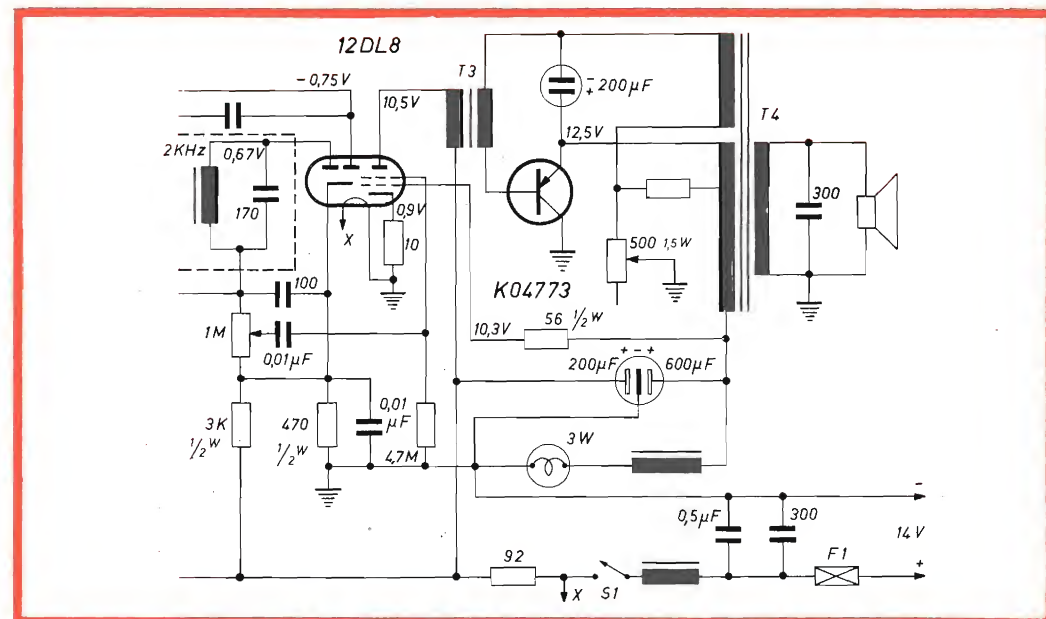 12DL8
- 0,75V
10,5V
T3
- 200µF
+
T4
2KHz
0,67V
12,5V
170
X
0,9V
10
300
500 1,5W
KO4773
100
1M
0,01µF
10,3V
56 1/2W
+ - +
200µF
600µF
3K
1/2W
470
1/2W
0,01
µF
4,7M
3W
-
0,5µF
300
14V
92
X
S1
F1
+